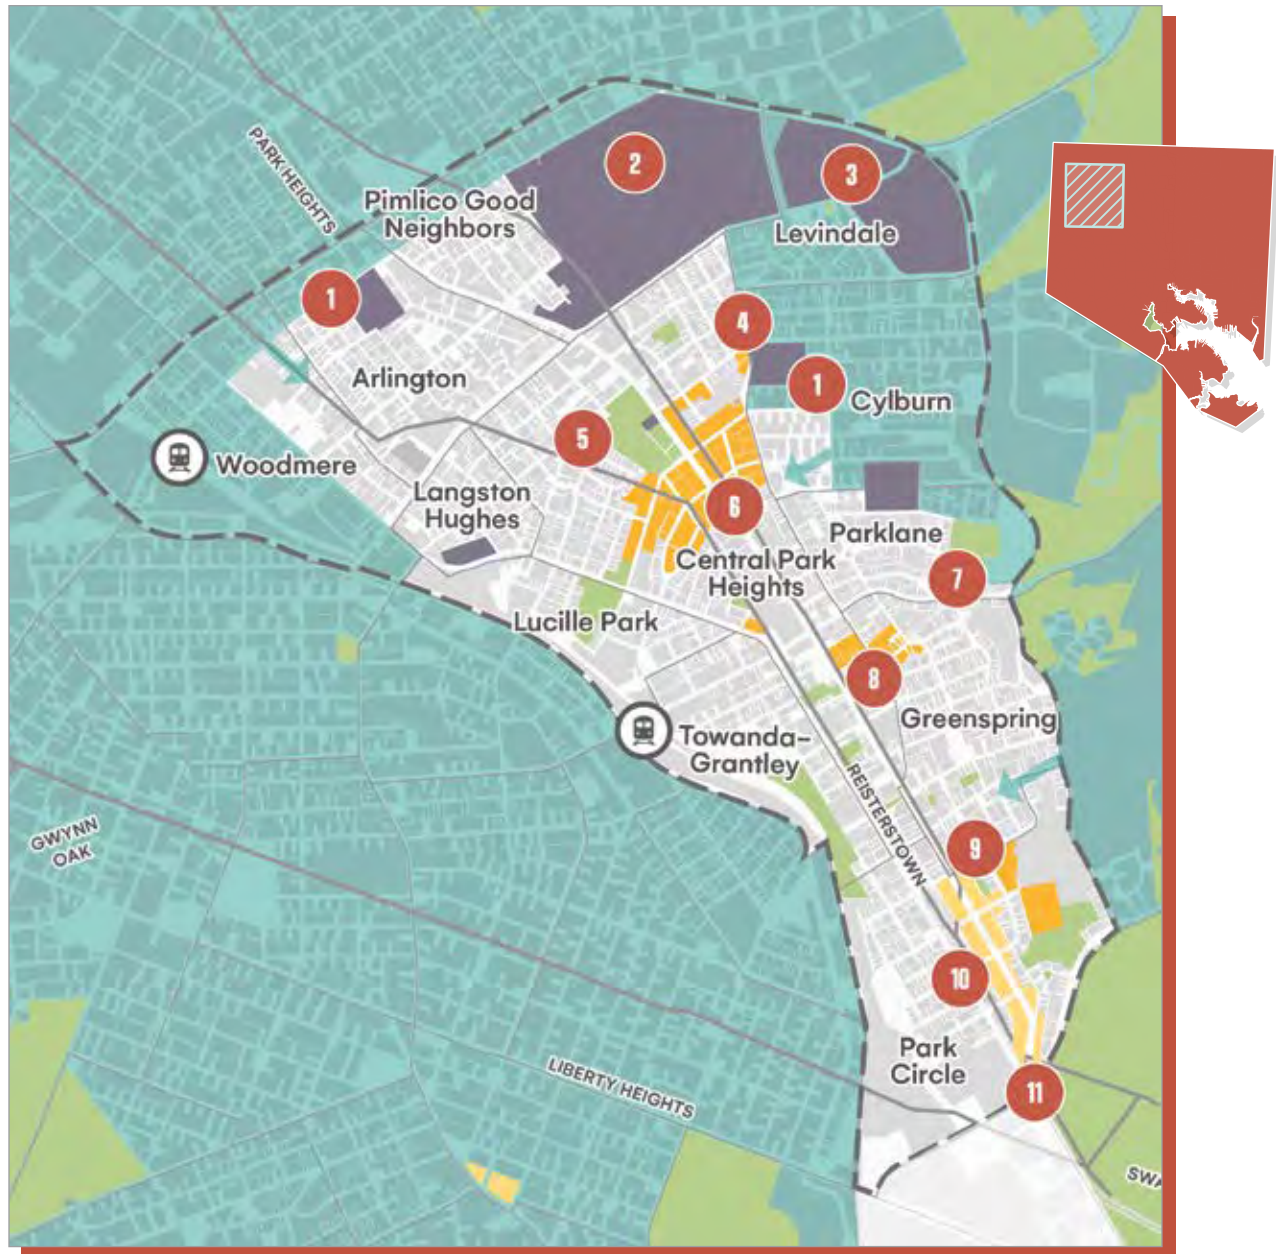 PARK HEIGHTS
2
3
Pimlico Good
Neighbors
Levindale
1
4
Arlington
1
Cylburn
5
Woodmere
Langston
Hughes
6
Parklane
Central Park
Heights
7
Lucille Park
8
Greenspring
Towanda-
Grantley
REISTERSTOWN
GWYNN
OAK
9
10
Park
Circle
LIBERTY HEIGHTS
11
SWA